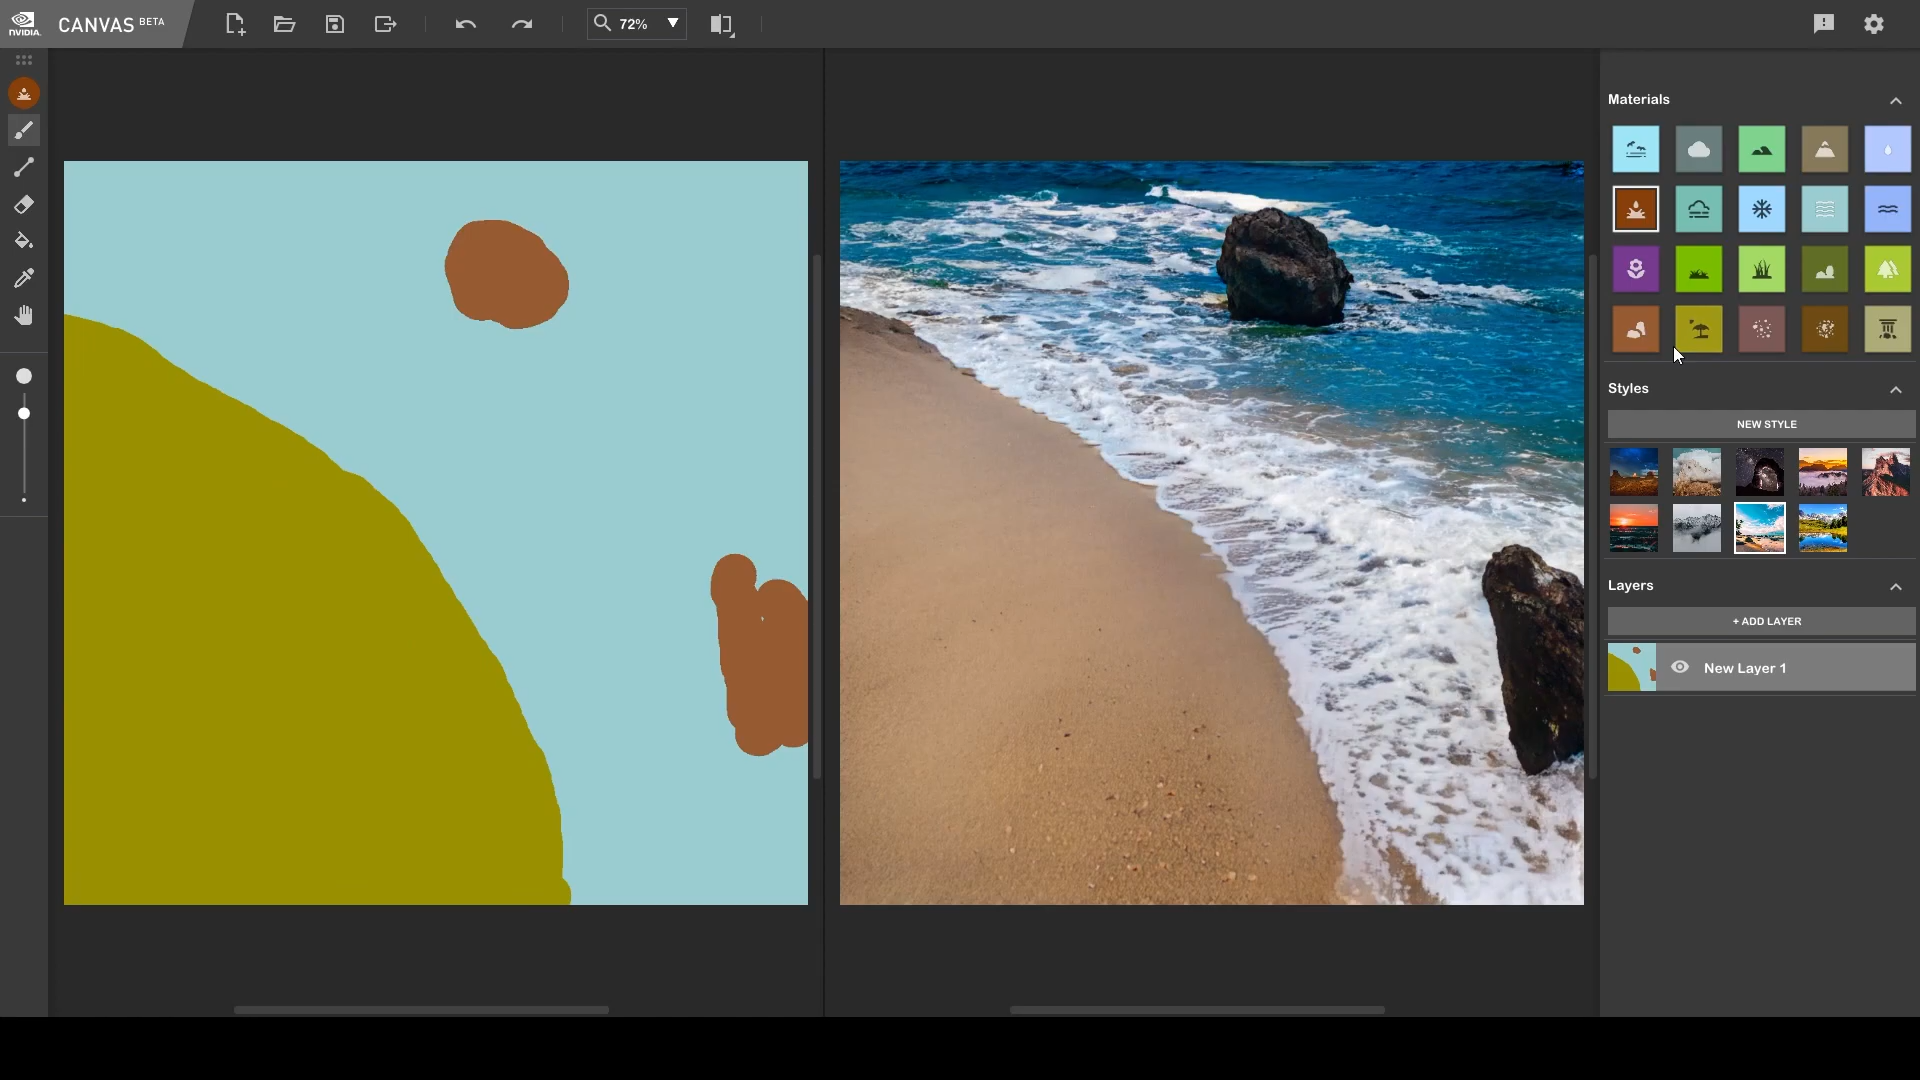 NVIDIA.
CANVAS BETA
72%
Materials
Styles
NEW STYLE
Layers
+ ADD LAYER
New Layer 1